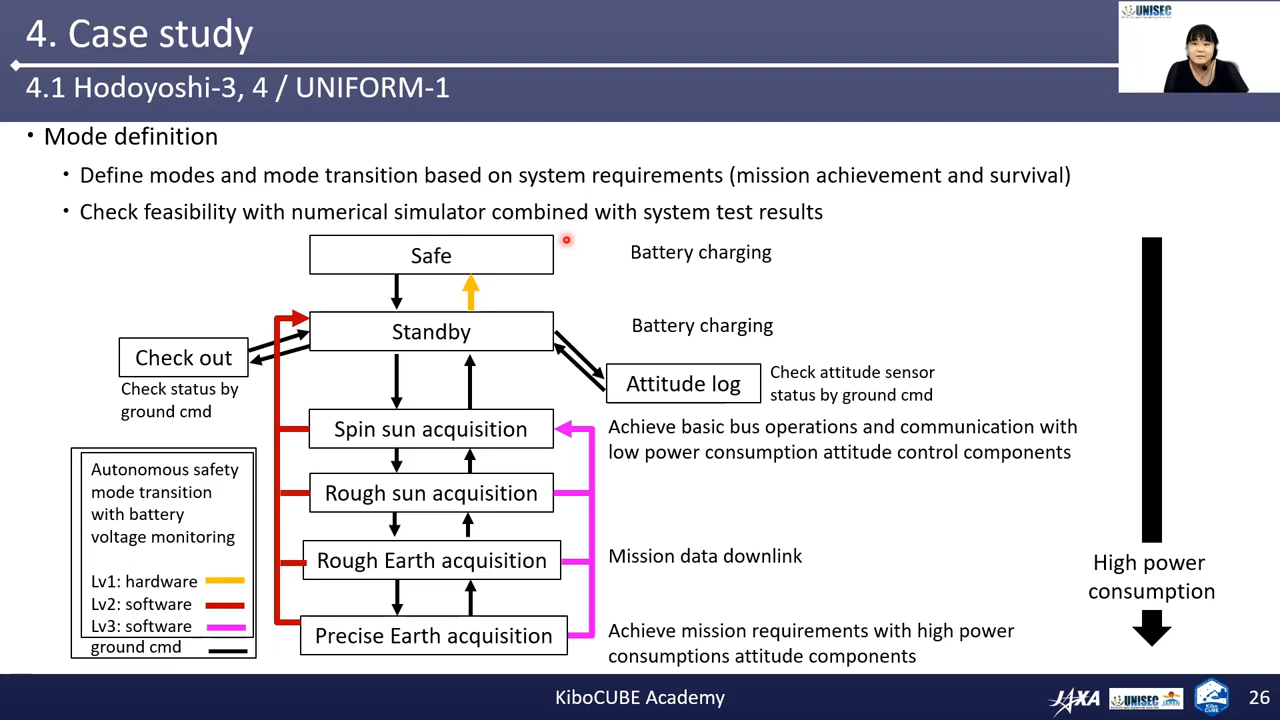 4. Case study
UNISEC
4.1 Hodoyoshi-3, 4 / UNIFORM-1
• Mode definition
• Define modes and mode transition based on system requirements (mission achievement and survival)
• Check feasibility with numerical simulator combined with system test results
Safe
Battery charging
Standby
Battery charging
Check out
Check status by
ground cmd
Attitude log
Check attitude sensor
status by ground cmd
Spin sun acquisition
Achieve basic bus operations and communication with
low power consumption attitude control components
Rough sun acquisition
Rough Earth acquisition
Mission data downlink
Precise Earth acquisition
Achieve mission requirements with high power
consumptions attitude components
Autonomous safety
mode transition
with battery
voltage monitoring
Lv1: hardware
Lv2: software
Lv3: software
ground cmd
High power
consumption
KiboCUBE Academy
JAXA
UNISEC
JAPAN
Kibo
CUBE
26